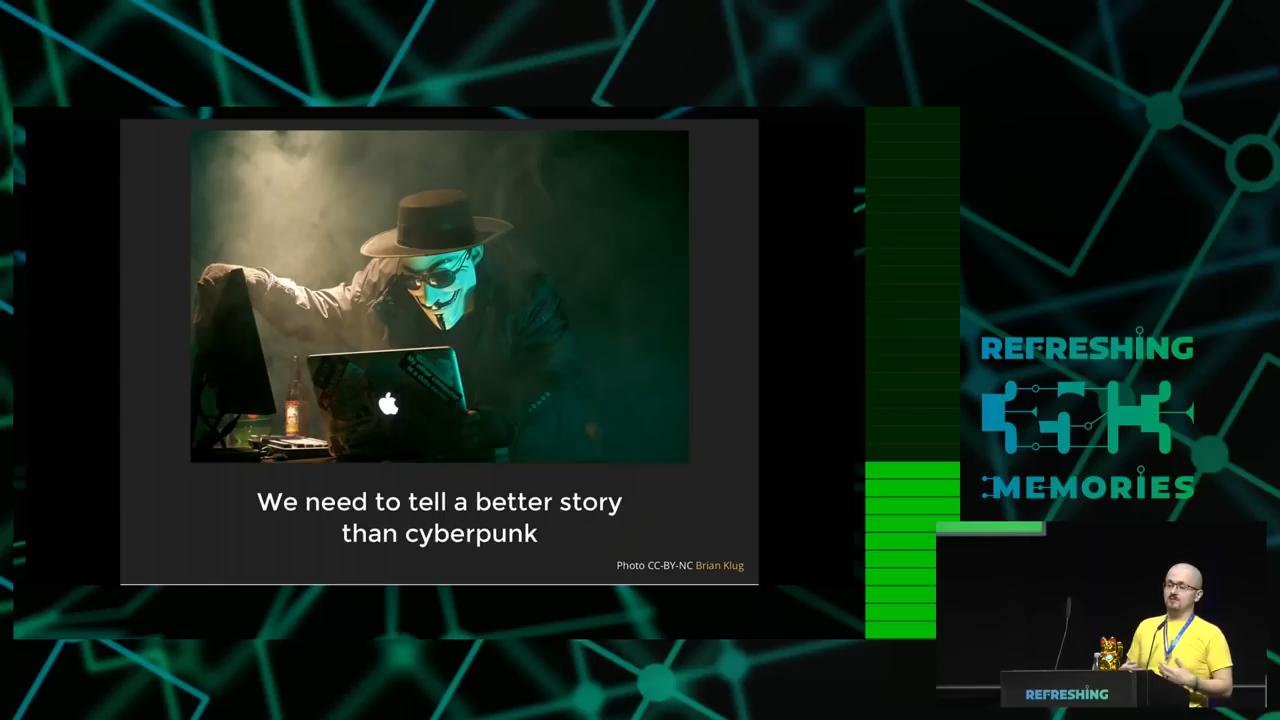 We need to tell a better story
than cyberpunk
Photo CC-BY-NC Brian Klug
REFRESHING
MEMORIES
REFRESHING